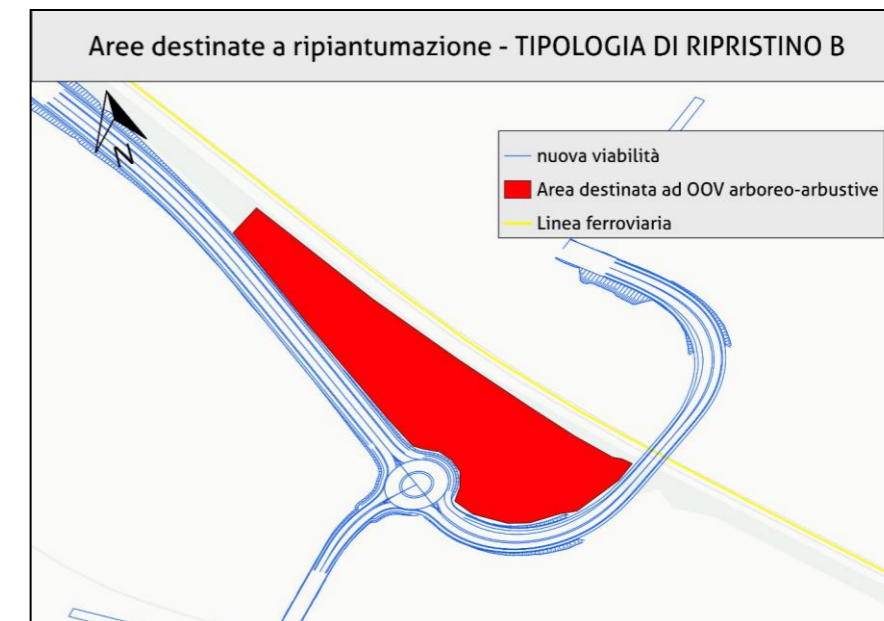 Aree destinate a ripiantumazione - TIPOLOGIA DI RIPRISTINO B
N
nuova viabilità
Area destinata ad OOV arboreo-arbustive
Linea ferroviaria